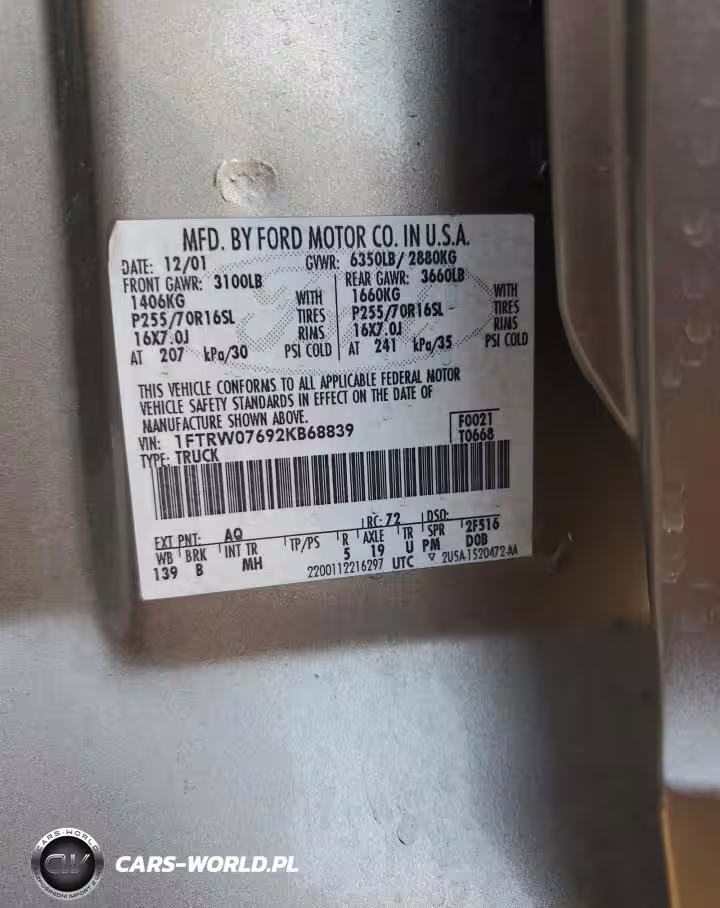 MFD. BY FORD MOTOR CO. IN U.S.A.
DATE: 12/01 GVWR: 6350LB/ 2880KG
FRONT GAWR: 3100LB REAR GAWR: 3660LB
1406KG WITH 1660KG WITH
P255/70R16SL TIRES P255/70R16SL TIRES
16X7.0J RIMS 16X7.0J RIMS
AT 207 kPa/30 PSI COLD AT 241 kPa/35 PSI COLD
THIS VEHICLE CONFORMS TO ALL APPLICABLE FEDERAL MOTOR
VEHICLE SAFETY STANDARDS IN EFFECT ON THE DATE OF
MANUFACTURE SHOWN ABOVE.
VIN: 1FTRW07692KB68839 F0021
TYPE: TRUCK T0668
EXT PNT: AQ RC: 72 DSO: 2F516
WB BRK INT TR TP/PS R AXLE TR SPR D0B
139 B MH 5 19 U PM
2200112216297 UTC ▽ 2U5A-1520472-AA
CARS-WORLD
CW
CARS-WORLD.PL